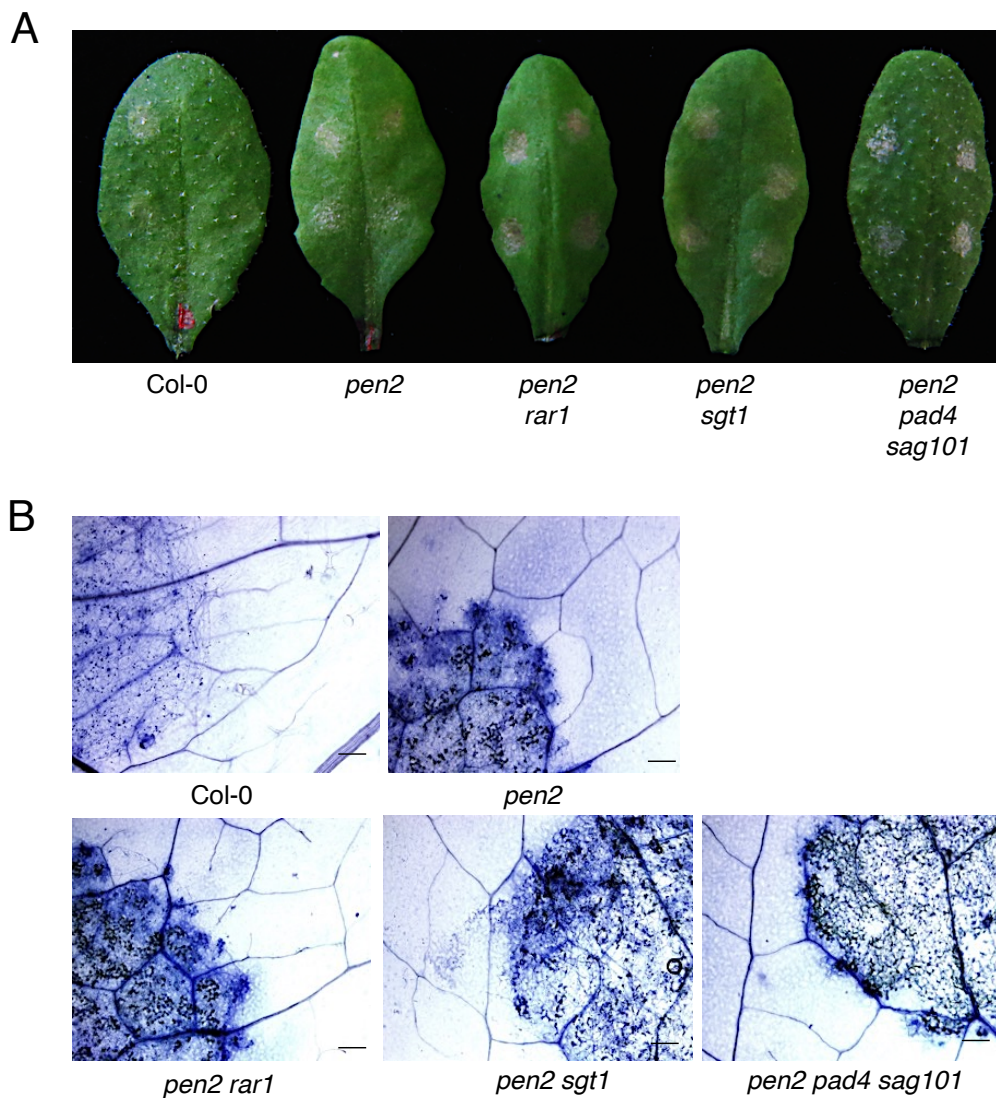 A
Col-0
pen2
pen2
rar1
pen2
sgt1
pen2
pad4
sag101
B
Col-0
pen2
pen2 rar1
pen2 sgt1
pen2 pad4 sag101